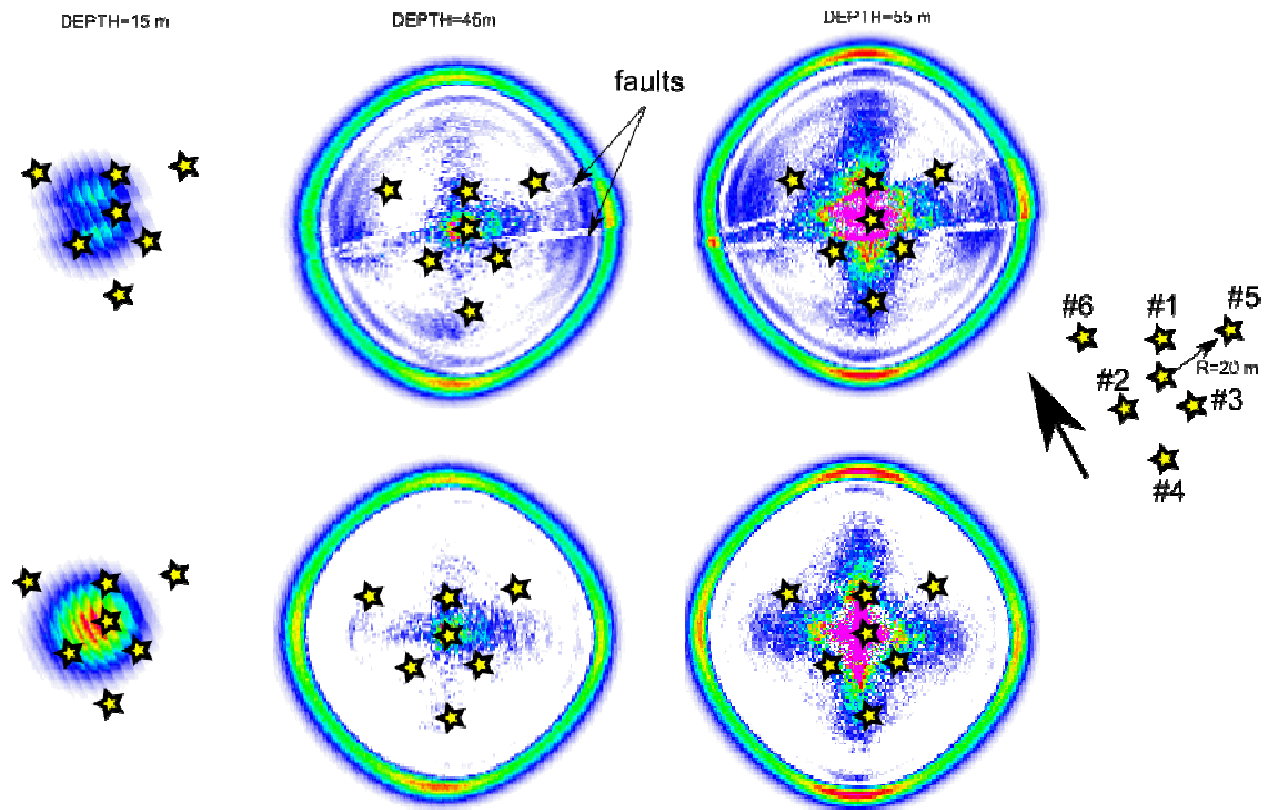 DEPTH=15 m
DEPTH=45m
DEPTH=55 m
faults
#6
#1
#5
R=20 m
#2
#3
#4